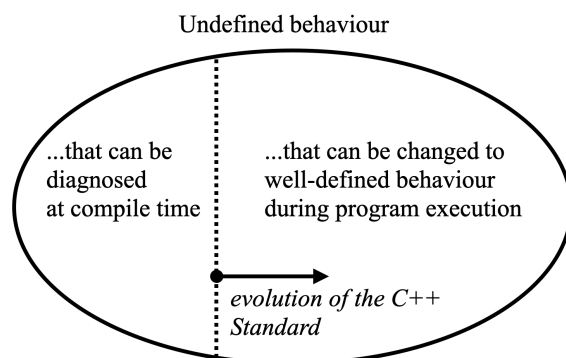 Undefined behaviour
...that can be
diagnosed
at compile time
...that can be changed to
well-defined behaviour
during program execution
evolution of the C++
Standard